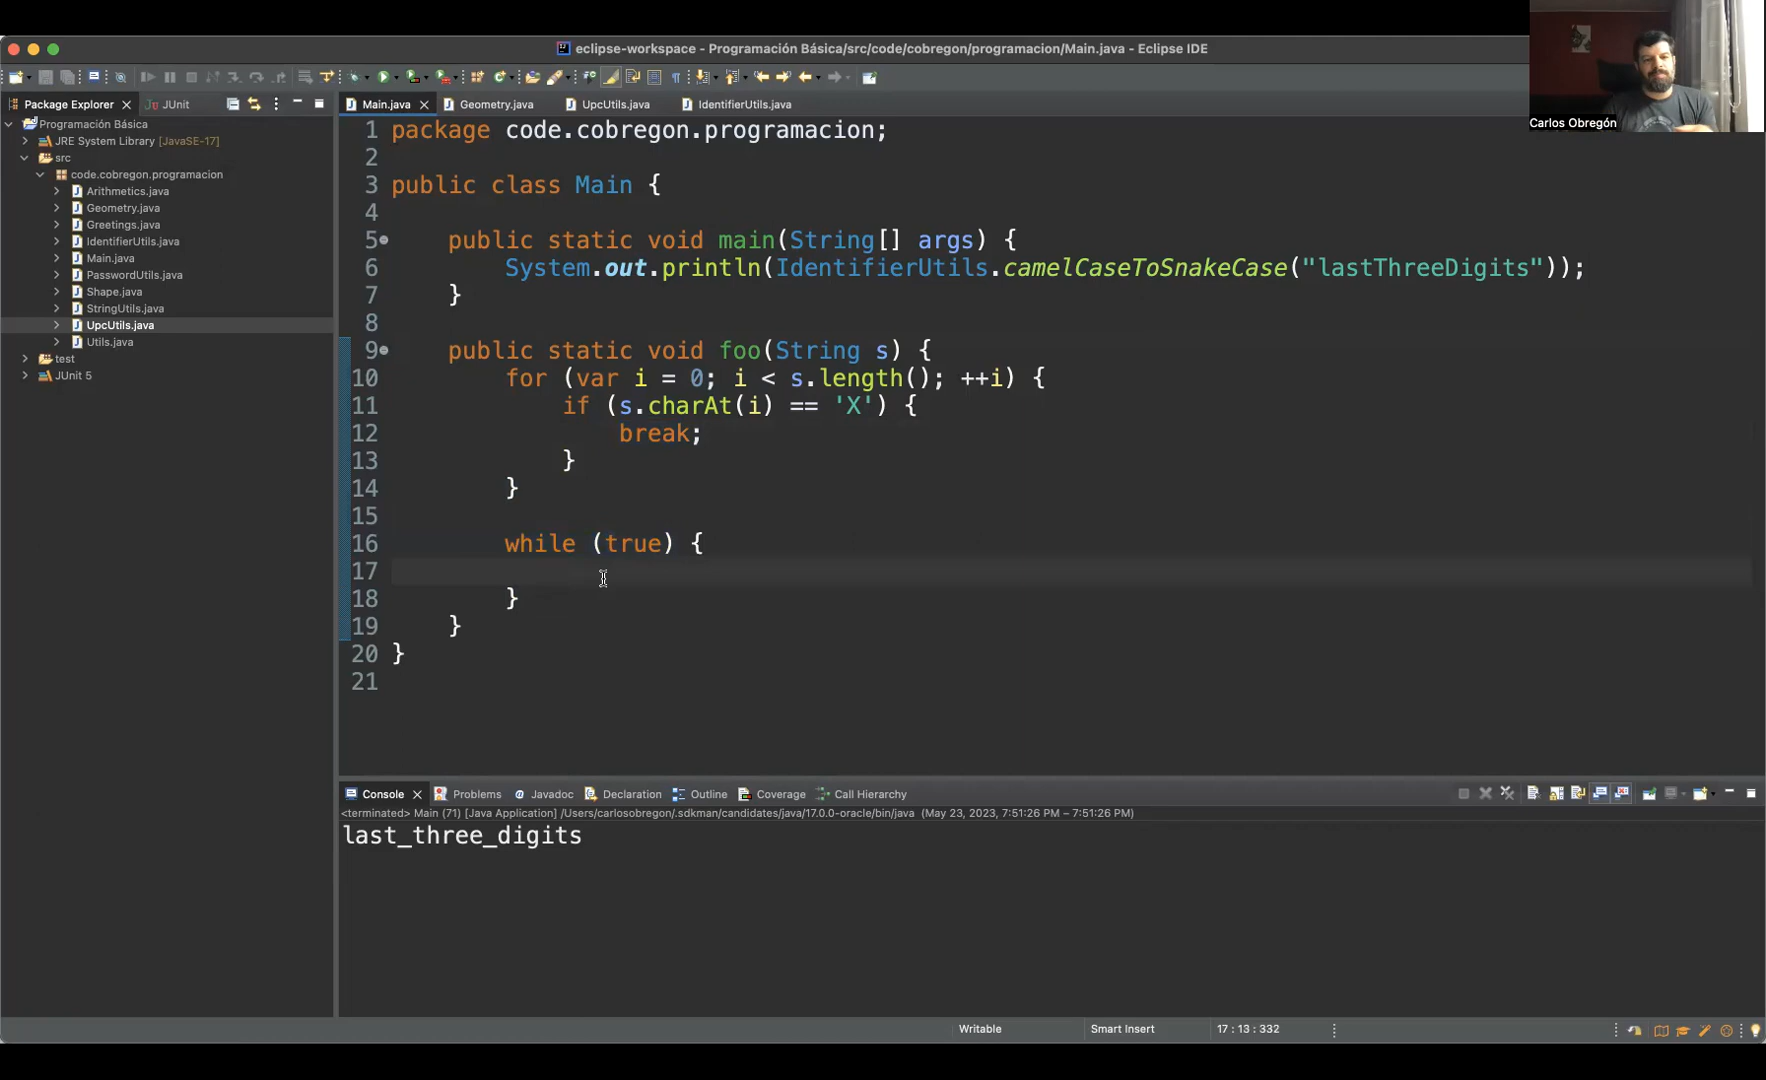 eclipse-workspace - Programación Básica/src/code/cobregon/programacion/Main.java - Eclipse IDE
Carlos Obregón
Package Explorer
JUnit
Main.java
Geometry.java
UpcUtils.java
IdentifierUtils.java
Programación Básica
JRE System Library [JavaSE-17]
src
code.cobregon.programacion
Arithmetics.java
Geometry.java
Greetings.java
IdentifierUtils.java
Main.java
PasswordUtils.java
Shape.java
StringUtils.java
UpcUtils.java
Utils.java
test
JUnit 5
1 package code.cobregon.programacion;
2
3 public class Main {
4
5 public static void main(String[] args) {
6 System.out.println(IdentifierUtils.camelCaseToSnakeCase("lastThreeDigits"));
7 }
8
9 public static void foo(String s) {
10 for (var i = 0; i < s.length(); ++i) {
11 if (s.charAt(i) == 'X') {
12 break;
13 }
14 }
15
16 while (true) {
17
18 }
19 }
20 }
21
Console
Problems
Javadoc
Declaration
Outline
Coverage
Call Hierarchy
<terminated> Main (71) [Java Application] /Users/carlosobregon/.sdkman/candidates/java/17.0.0-oracle/bin/java (May 23, 2023, 7:51:26 PM – 7:51:26 PM)
last_three_digits
Writable
Smart Insert
17 : 13 : 332